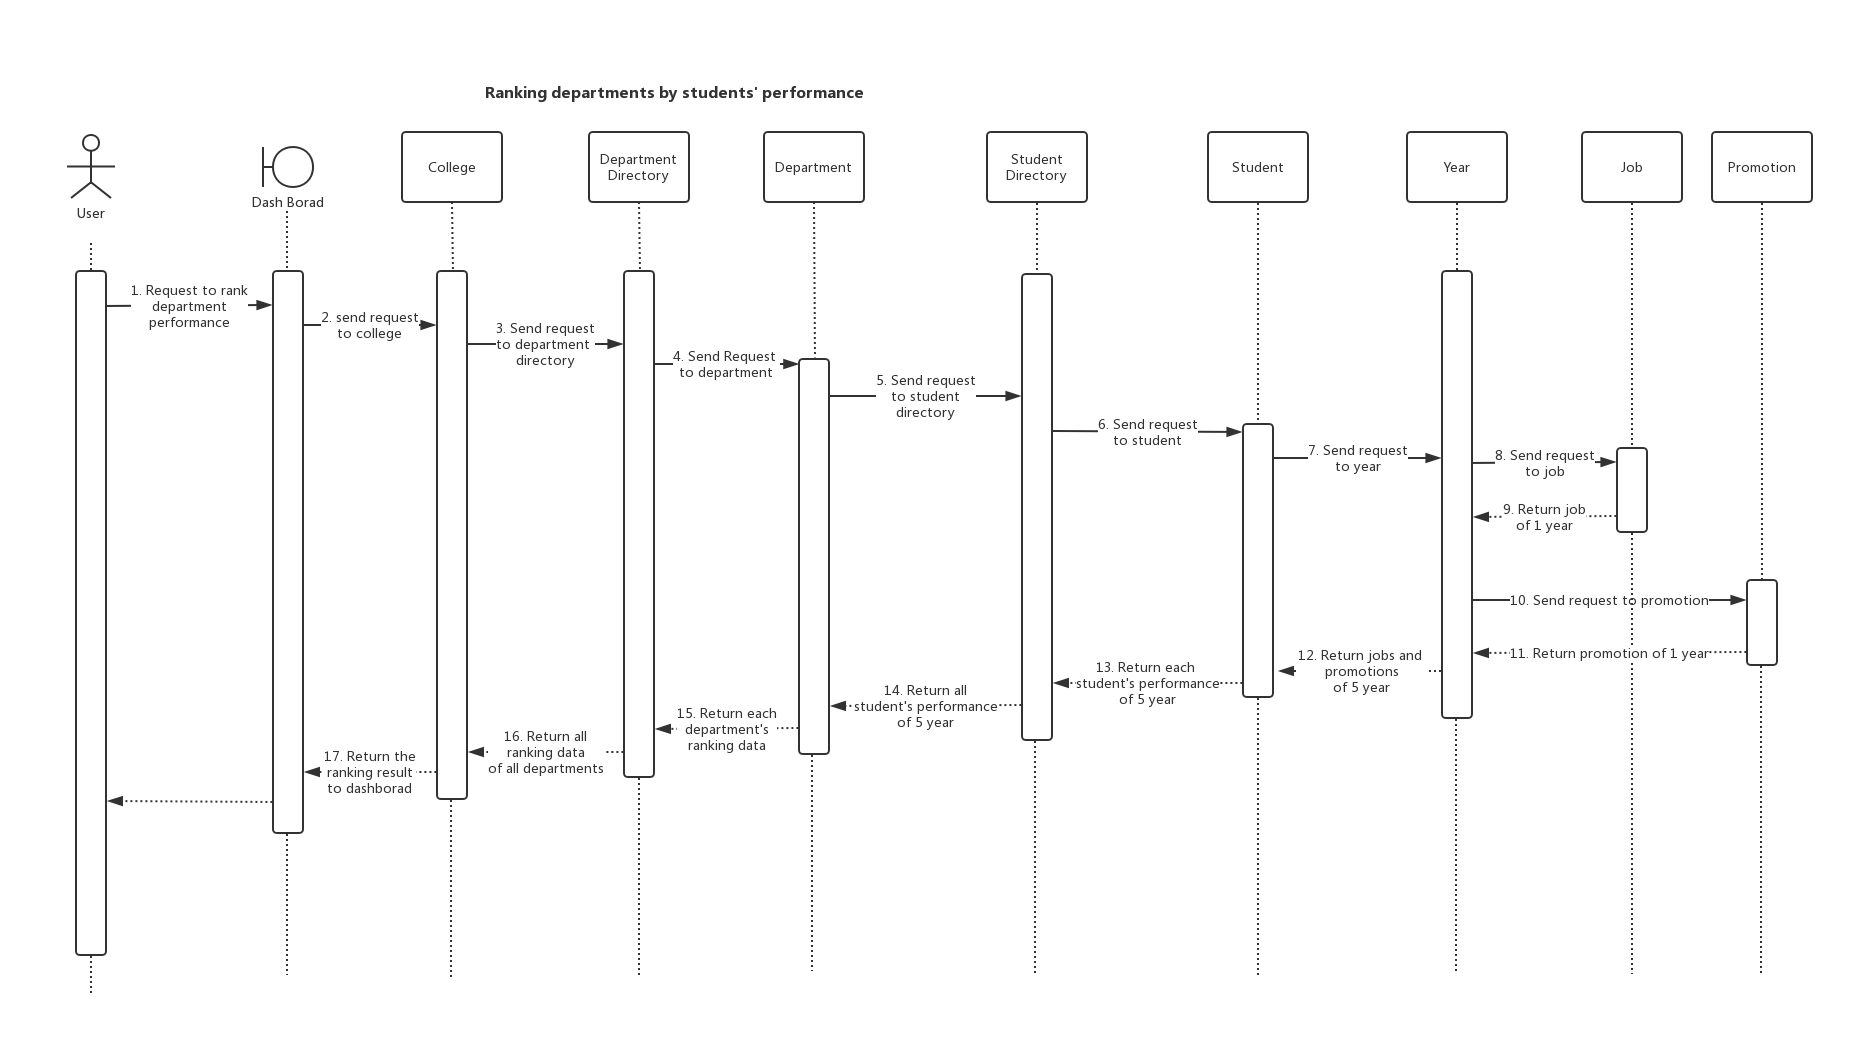 Ranking departments by students' performance
User
Dash Borad
College
Department
Directory
Department
Student
Directory
Student
Year
Job
Promotion
1. Request to rank
department
performance
2. send request
to college
3. Send request
to department
directory
4. Send Request
to department
5. Send request
to student
directory
6. Send request
to student
7. Send request
to year
8. Send request
to job
9. Return job
of 1 year
10. Send request to promotion
11. Return promotion of 1 year
12. Return jobs and
promotions
of 5 year
13. Return each
student's performance
of 5 year
14. Return all
student's performance
of 5 year
15. Return each
department's
ranking data
16. Return all
ranking data
of all departments
17. Return the
ranking result
to dashborad